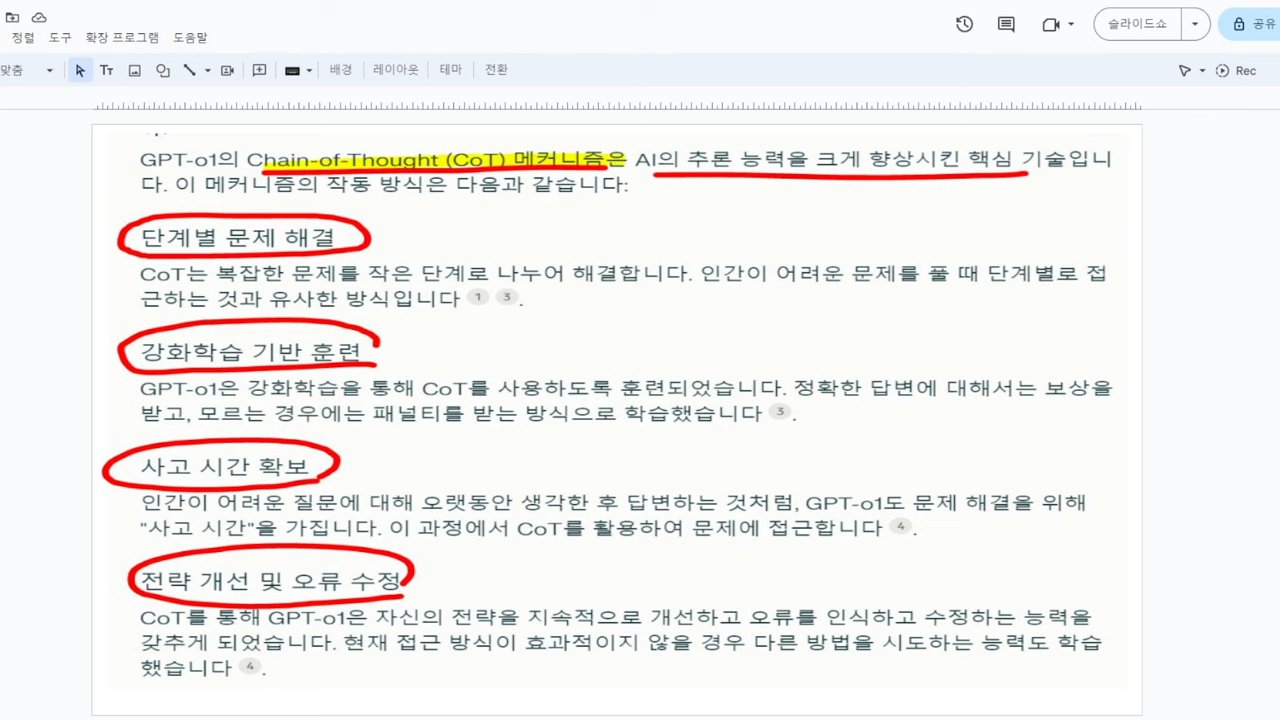 정렬 도구 확장 프로그램 도움말
슬라이드쇼
공유
맞춤
Tт
배경 레이아웃 테마 전환
Rec
GPT-o1의 Chain-of-Thought (CoT) 메커니즘은 AI의 추론 능력을 크게 향상시킨 핵심 기술입니
다. 이 메커니즘의 작동 방식은 다음과 같습니다:
단계별 문제 해결
CoT는 복잡한 문제를 작은 단계로 나누어 해결합니다. 인간이 어려운 문제를 풀 때 단계별로 접
근하는 것과 유사한 방식입니다 1 3.
강화학습 기반 훈련
GPT-o1은 강화학습을 통해 CoT를 사용하도록 훈련되었습니다. 정확한 답변에 대해서는 보상을
받고, 모르는 경우에는 패널티를 받는 방식으로 학습했습니다 3.
사고 시간 확보
인간이 어려운 질문에 대해 오랫동안 생각한 후 답변하는 것처럼, GPT-o1도 문제 해결을 위해
"사고 시간"을 가집니다. 이 과정에서 CoT를 활용하여 문제에 접근합니다 4.
전략 개선 및 오류 수정
CoT를 통해 GPT-o1은 자신의 전략을 지속적으로 개선하고 오류를 인식하고 수정하는 능력을
갖추게 되었습니다. 현재 접근 방식이 효과적이지 않을 경우 다른 방법을 시도하는 능력도 학습
했습니다 4.